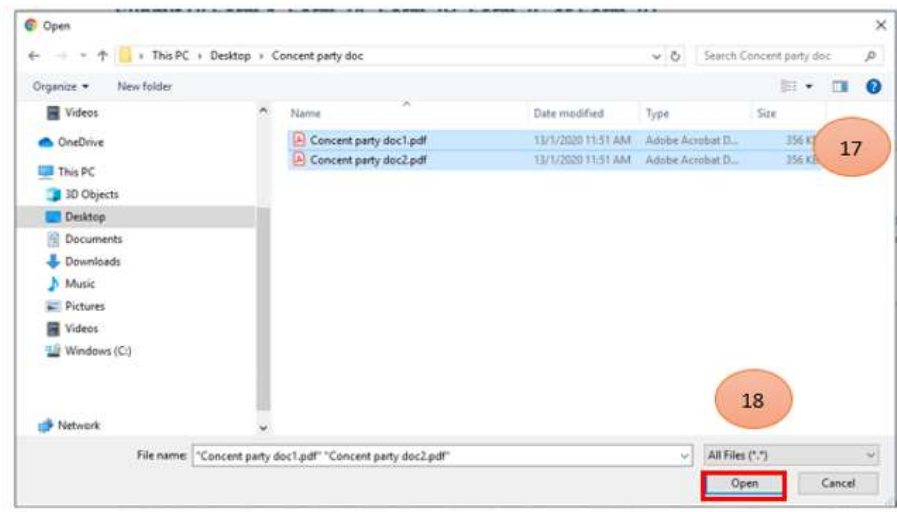 Open
This PC › Desktop › Concent party doc
Search Concent party doc
Organize
New folder
Name
Date modified
Type
Size
Videos
OneDrive
This PC
3D Objects
Desktop
Documents
Downloads
Music
Pictures
Videos
Windows (C:)
Network
Concent party doc1.pdf 13/1/2020 11:51 AM Adobe Acrobat D... 356 K
Concent party doc2.pdf 13/1/2020 11:51 AM Adobe Acrobat D... 356 KB
17
18
File name: "Concent party doc1.pdf" "Concent party doc2.pdf"
All Files (*.*)
Open
Cancel